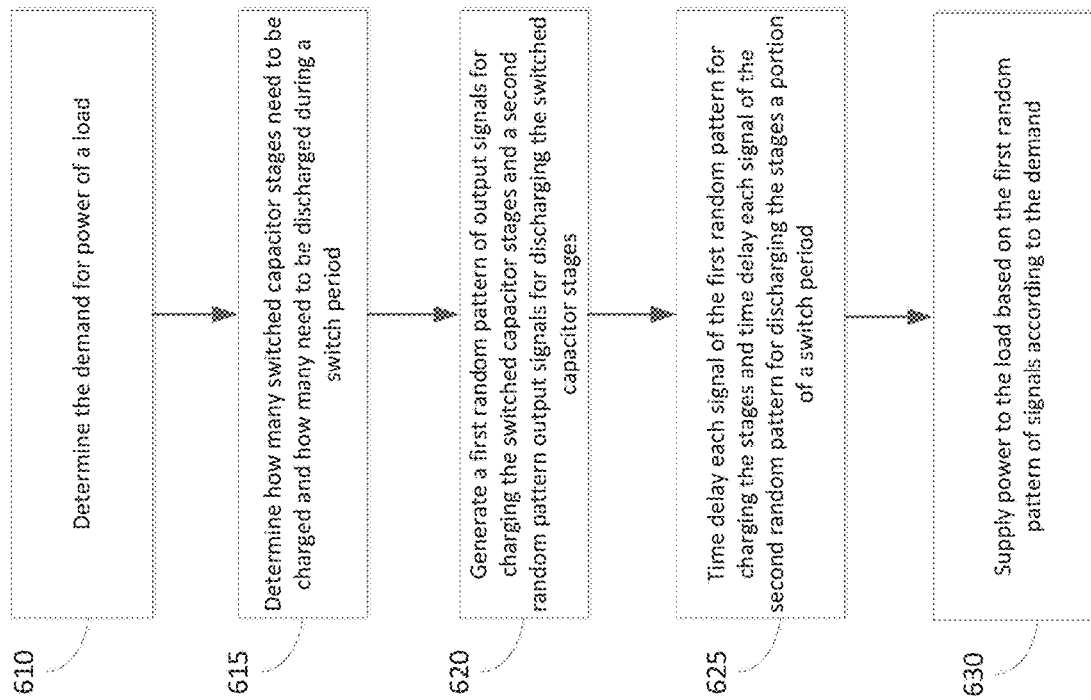 610
Determine the demand for power of a load
615
Determine how many switched capacitor stages need to be
charged and how many need to be discharged during a
switch period
620
Generate a first random pattern of output signals for
charging the switched capacitor stages and a second
random pattern output signals for discharging the switched
capacitor stages
625
Time delay each signal of the first random pattern for
charging the stages and time delay each signal of the
second random pattern for discharging the stages a portion
of a switch period
630
Supply power to the load based on the first random
pattern of signals according to the demand